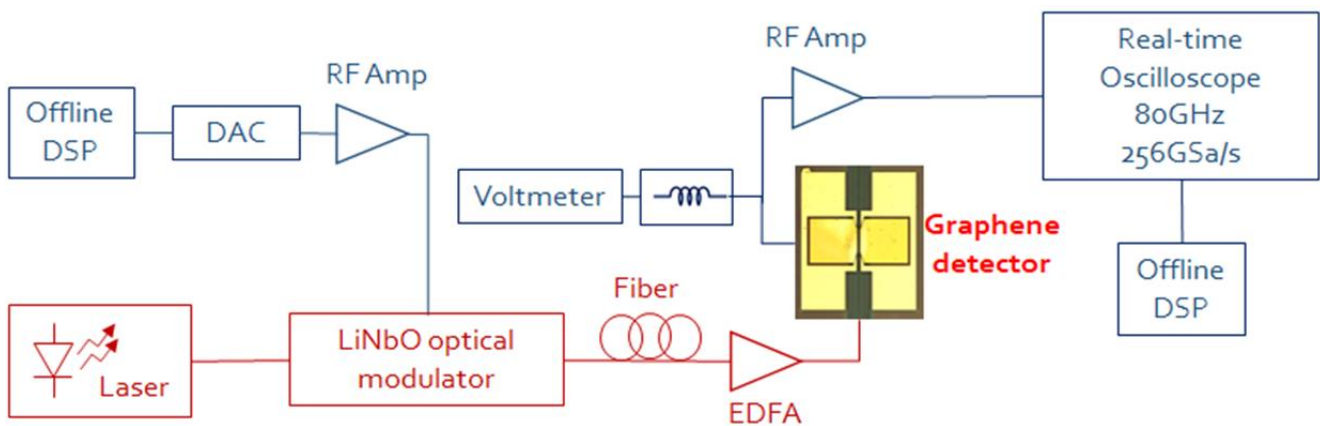 Offline
DSP
DAC
RF Amp
RF Amp
Real-time
Oscilloscope
80GHz
256GSa/s
Voltmeter
Graphene
detector
Offline
DSP
Laser
LiNbO optical
modulator
Fiber
EDFA